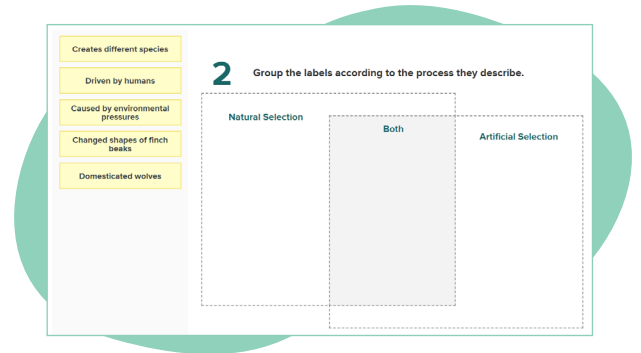 Creates different species
Driven by humans
Caused by environmental
pressures
Changed shapes of finch
beaks
Domesticated wolves
2 Group the labels according to the process they describe.
Natural Selection
Both
Artificial Selection